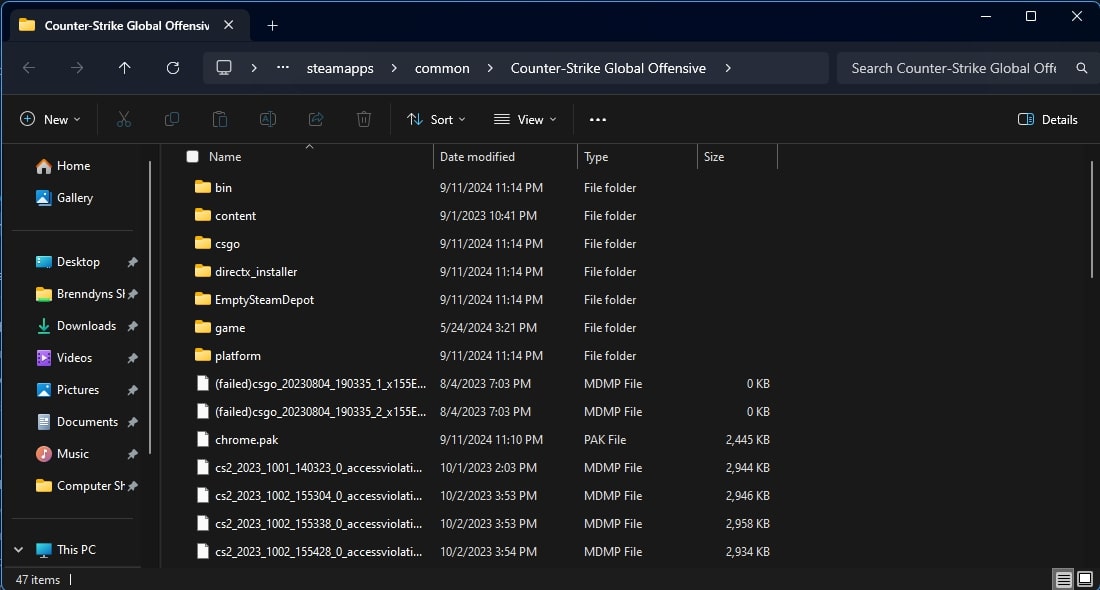 Counter-Strike Global Offensiv
steamapps common Counter-Strike Global Offensive Search Counter-Strike Global Offe
New Sort View Details
Name Date modified Type Size
Home
Gallery
Desktop
Brenndyns Sh
Downloads
Videos
Pictures
Documents
Music
Computer Sh
This PC
bin 9/11/2024 11:14 PM File folder
content 9/1/2023 10:41 PM File folder
csgo 9/11/2024 11:14 PM File folder
directx_installer 9/11/2024 11:14 PM File folder
EmptySteamDepot 9/11/2024 11:14 PM File folder
game 5/24/2024 3:21 PM File folder
platform 9/11/2024 11:14 PM File folder
(failed)csgo_20230804_190335_1_x155E... 8/4/2023 7:03 PM MDMP File 0 KB
(failed)csgo_20230804_190335_2_x155E... 8/4/2023 7:03 PM MDMP File 0 KB
chrome.pak 9/11/2024 11:10 PM PAK File 2,445 KB
cs2_2023_1001_140323_0_accessviolati... 10/1/2023 2:03 PM MDMP File 2,944 KB
cs2_2023_1002_155304_0_accessviolati... 10/2/2023 3:53 PM MDMP File 2,946 KB
cs2_2023_1002_155338_0_accessviolati... 10/2/2023 3:53 PM MDMP File 2,958 KB
cs2_2023_1002_155428_0_accessviolati... 10/2/2023 3:54 PM MDMP File 2,934 KB
47 items